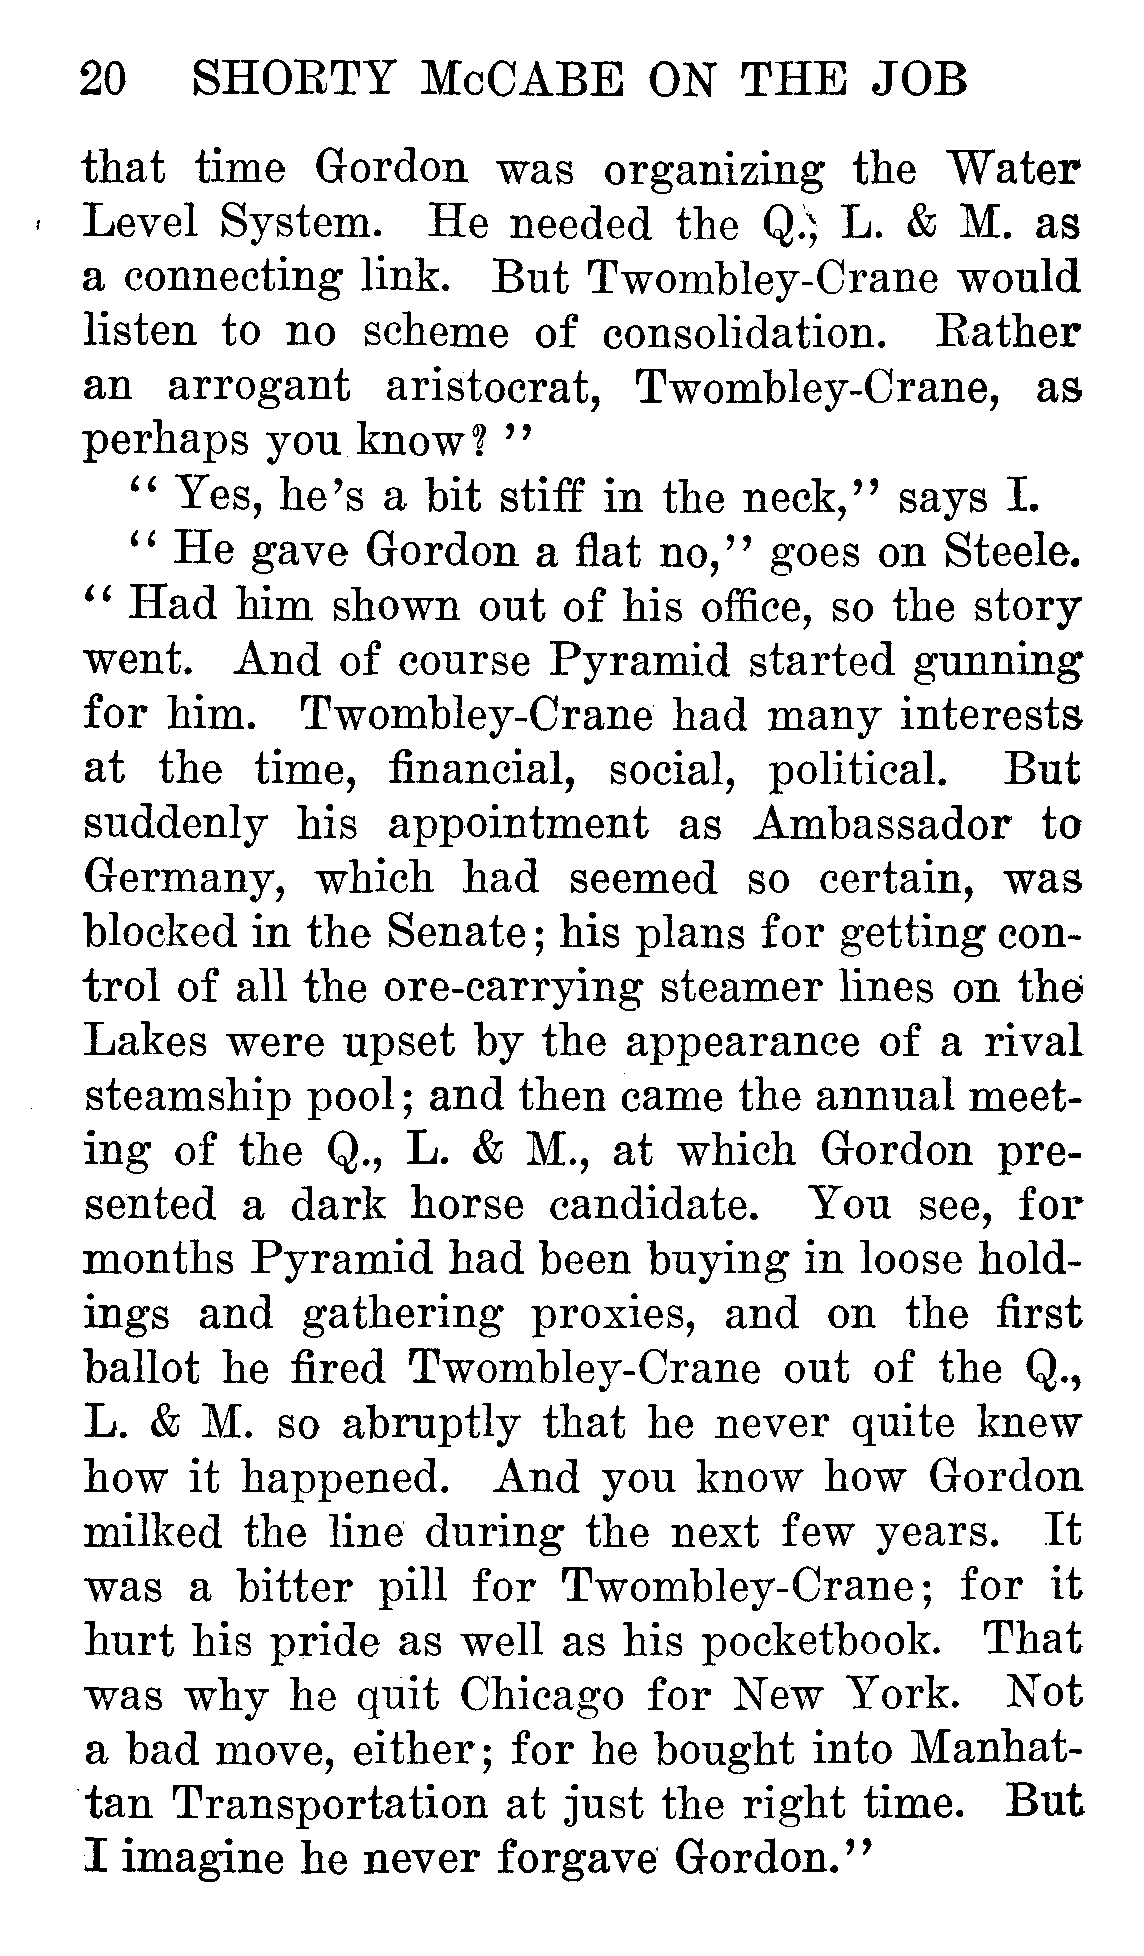 20 SHORTY McCABE ON THE JOB
that time Gordon was organizing the Water
Level System. He needed the Q., L. & M. as
a connecting link. But Twombley-Crane would
listen to no scheme of consolidation. Rather
an arrogant aristocrat, Twombley-Crane, as
perhaps you know?"
"Yes, he's a bit stiff in the neck," says I.
"He gave Gordon a flat no," goes on Steele.
"Had him shown out of his office, so the story
went. And of course Pyramid started gunning
for him. Twombley-Crane had many interests
at the time, financial, social, political. But
suddenly his appointment as Ambassador to
Germany, which had seemed so certain, was
blocked in the Senate; his plans for getting con-
trol of all the ore-carrying steamer lines on the
Lakes were upset by the appearance of a rival
steamship pool; and then came the annual meet-
ing of the Q., L. & M., at which Gordon pre-
sented a dark horse candidate. You see, for
months Pyramid had been buying in loose hold-
ings and gathering proxies, and on the first
ballot he fired Twombley-Crane out of the Q.,
L. & M. so abruptly that he never quite knew
how it happened. And you know how Gordon
milked the line during the next few years. It
was a bitter pill for Twombley-Crane; for it
hurt his pride as well as his pocketbook. That
was why he quit Chicago for New York. Not
a bad move, either; for he bought into Manhat-
tan Transportation at just the right time. But
I imagine he never forgave Gordon."